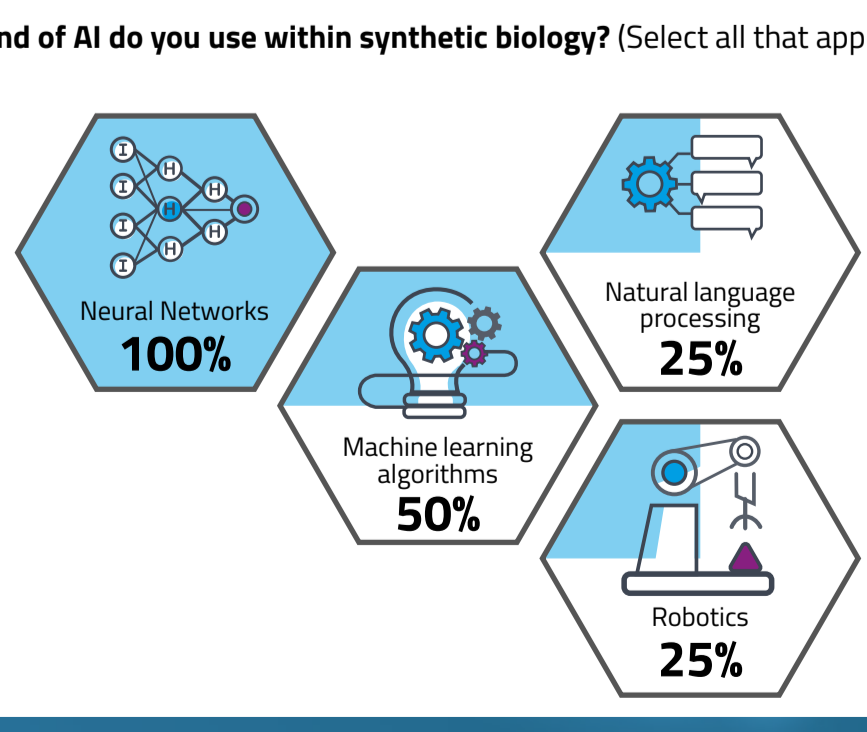 nd of AI do you use within synthetic biology? (Select all that app
I
I
I
I
H
H
H
H
H
Neural Networks
100%
Machine learning
algorithms
50%
Natural language
processing
25%
Robotics
25%